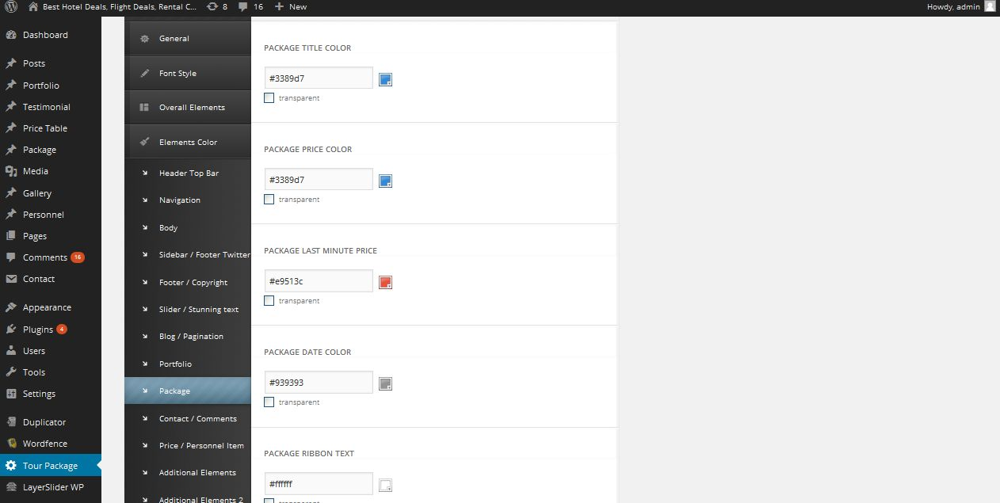 Best Hotel Deals, Flight Deals, Rental C... 8 16 New Howdy, admin
Dashboard
Posts
Portfolio
Testimonial
Price Table
Package
Media
Gallery
Personnel
Pages
Comments 16
Contact
Appearance
Plugins 4
Users
Tools
Settings
Duplicator
Wordfence
Tour Package
LayerSlider WP
General
Font Style
Overall Elements
Elements Color
Header Top Bar
Navigation
Body
Sidebar / Footer Twitter
Footer / Copyright
Slider / Stunning text
Blog / Pagination
Portfolio
Package
Contact / Comments
Price / Personnel Item
Additional Elements
Additional Elements 2
PACKAGE TITLE COLOR
#3389d7
transparent
PACKAGE PRICE COLOR
#3389d7
transparent
PACKAGE LAST MINUTE PRICE
#e9513c
transparent
PACKAGE DATE COLOR
#939393
transparent
PACKAGE RIBBON TEXT
#ffffff
transparent